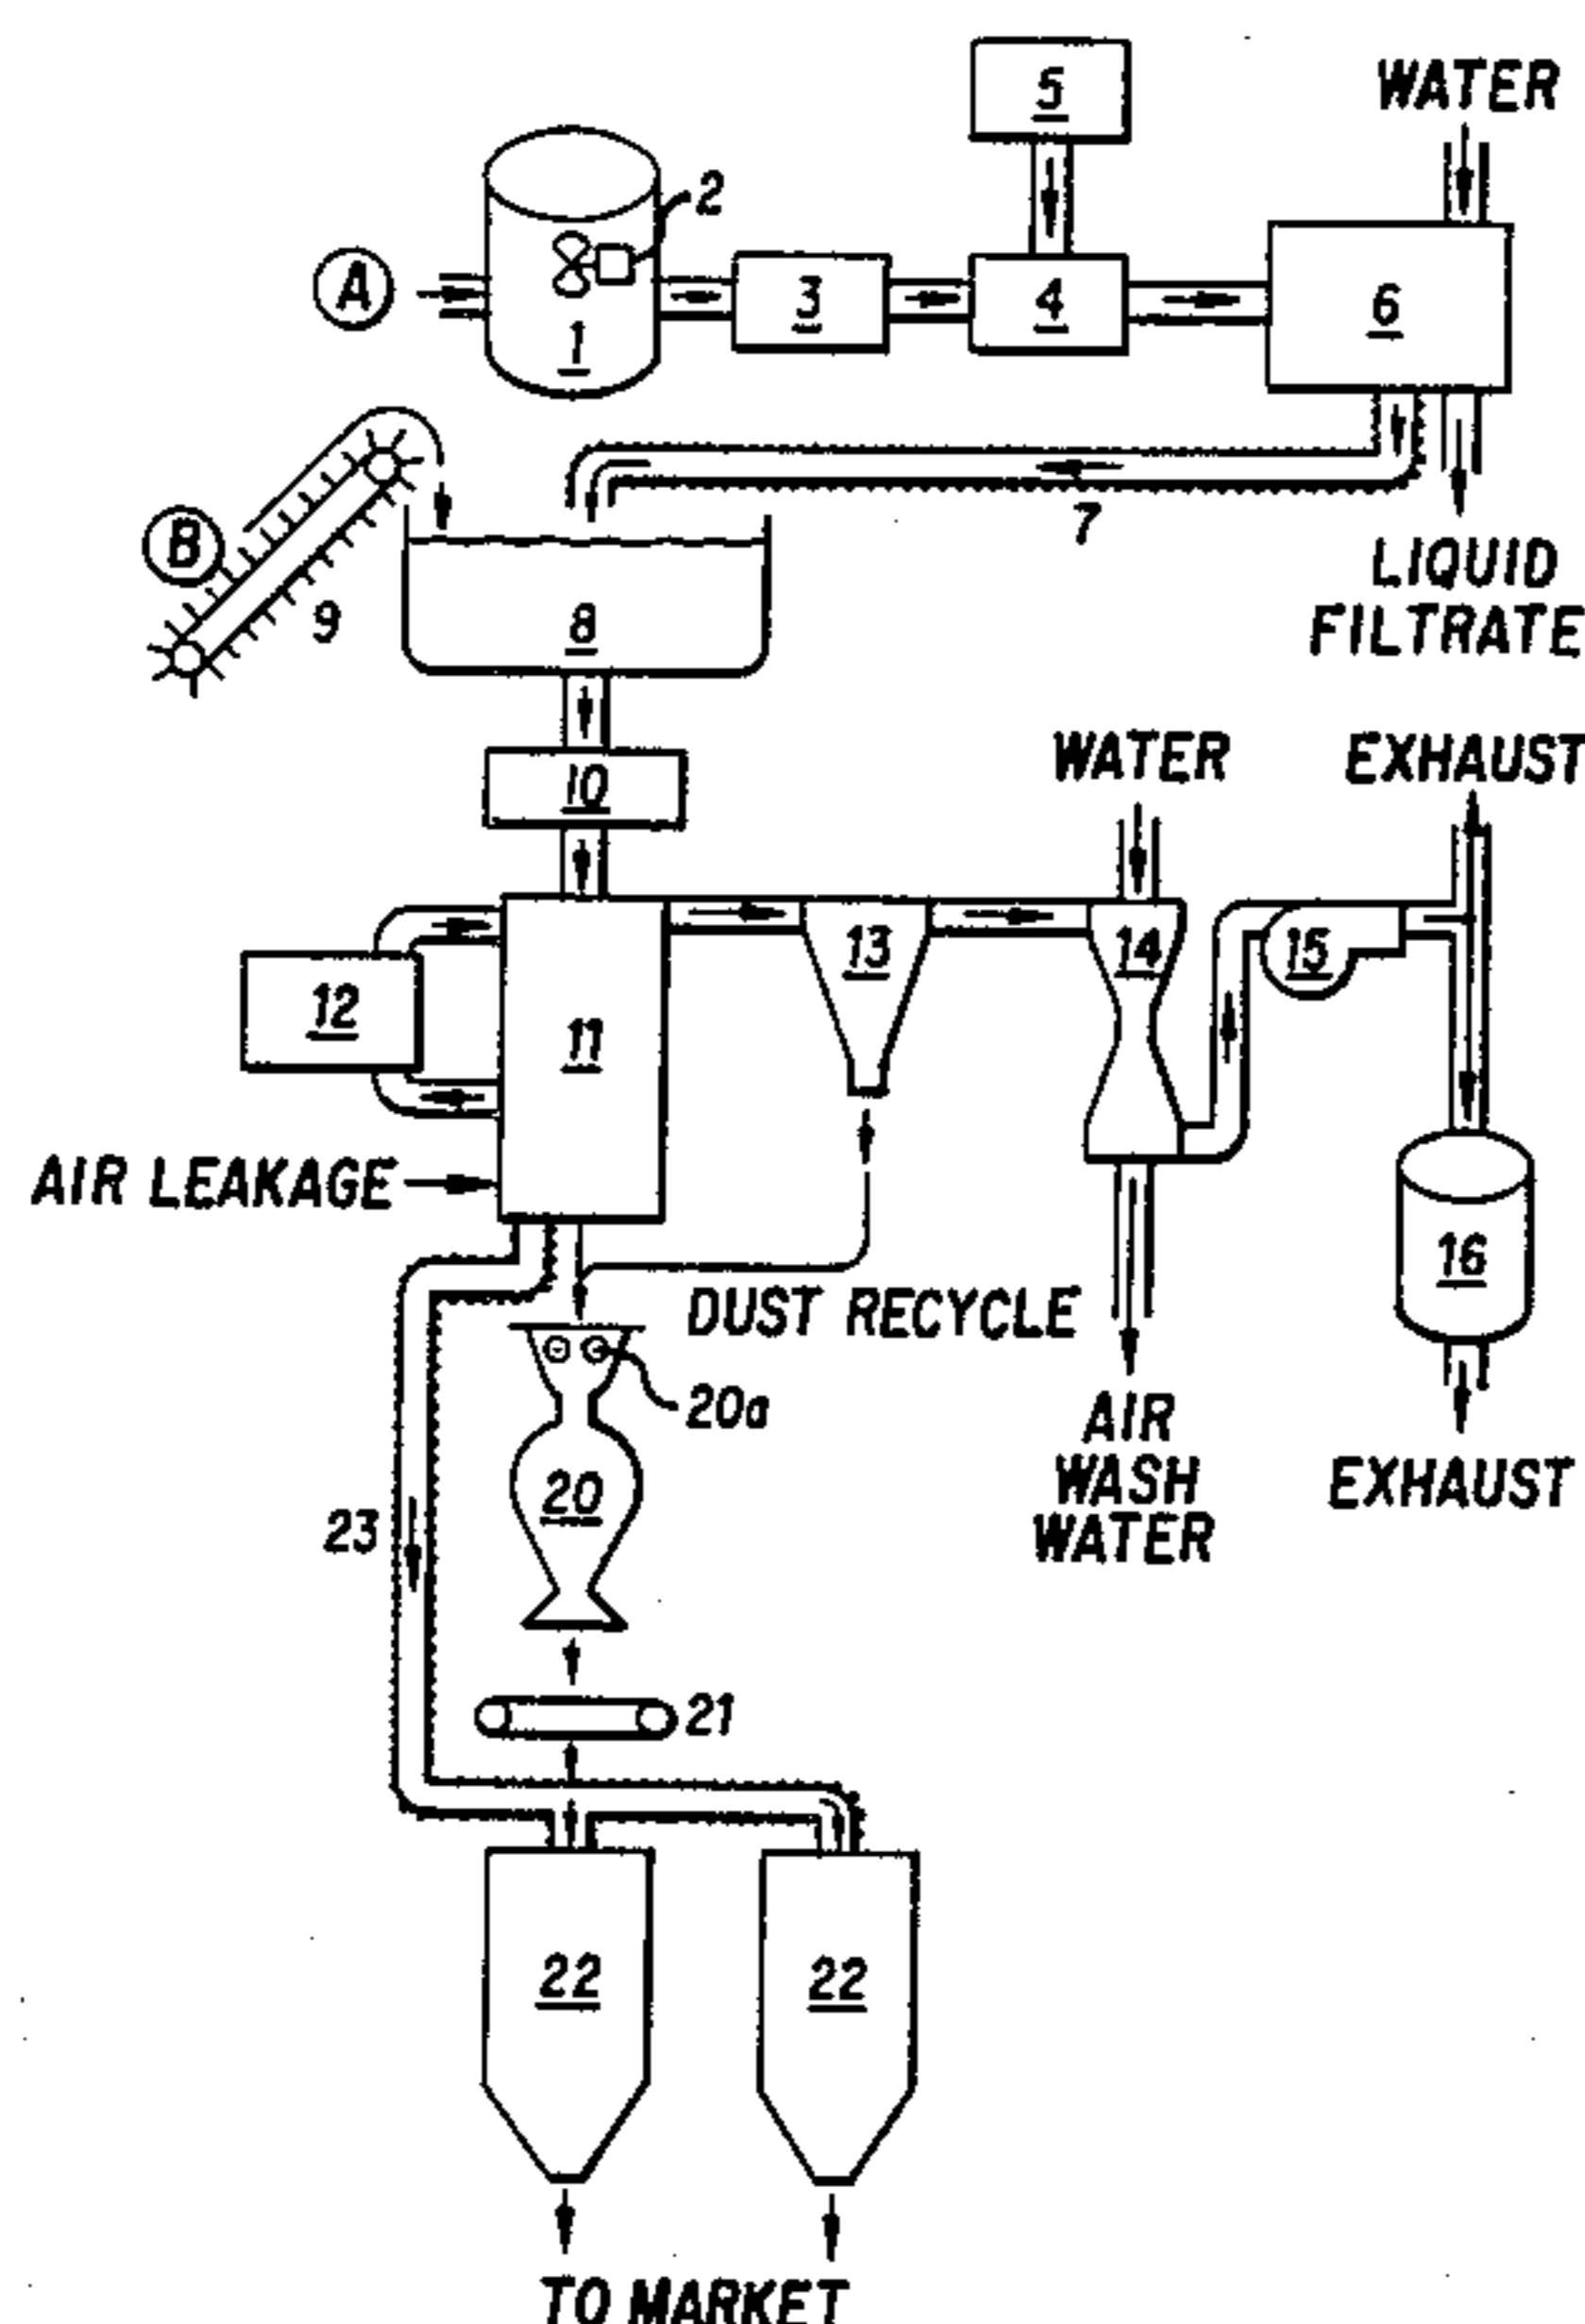 5
WATER
2
A
3
4
6
1
7
B
9
8
LIQUID
FILTRATE
10
WATER
EXHAUST
12
11
13
14
15
AIR LEAKAGE
16
DUST RECYCLE
20a
AIR
WASH
WATER
EXHAUST
20
23
21
22
22
TO MARKET